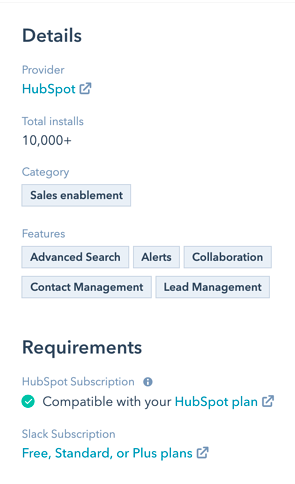 Details
Provider
HubSpot
Total installs
10,000+
Category
Sales enablement
Features
Advanced Search Alerts Collaboration
Contact Management Lead Management
Requirements
HubSpot Subscription
Compatible with your HubSpot plan
Slack Subscription
Free, Standard, or Plus plans